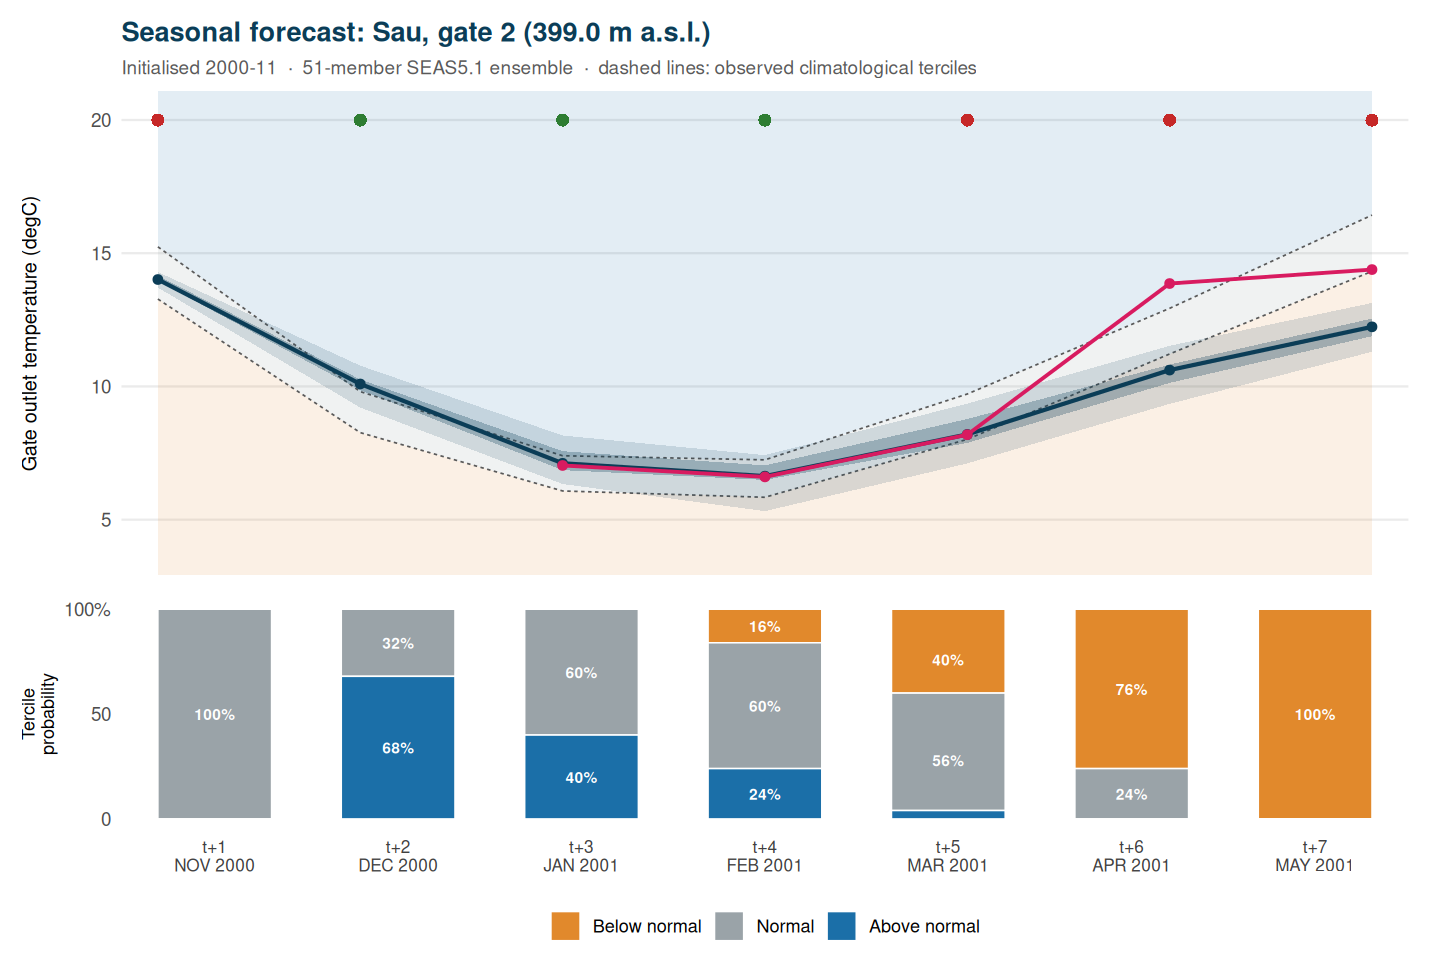 Seasonal forecast: Sau, gate 2 (399.0 m a.s.l.)
Initialised 2000-11 · 51-member SEAS5.1 ensemble · dashed lines: observed climatological terciles
Gate outlet temperature (degC)
20
15
10
5
Tercile
probability
100%
50
0
100%
32%
68%
60%
40%
16%
60%
24%
40%
56%
76%
24%
100%
t+1
NOV 2000
t+2
DEC 2000
t+3
JAN 2001
t+4
FEB 2001
t+5
MAR 2001
t+6
APR 2001
t+7
MAY 2001
Below normal
Normal
Above normal